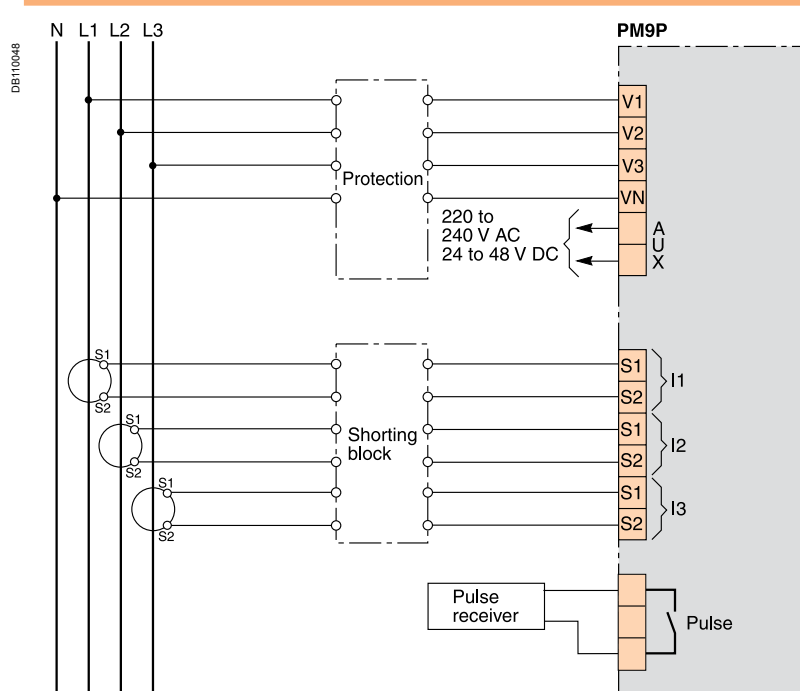 DB110048
N L1 L2 L3
PM9P
V1
V2
V3
VN
Protection
220 to
240 V AC
24 to 48 V DC
A
U
X
S1
S2
S1
S2
S1
S2
Shorting
block
S1
S2
I1
S1
S2
I2
S1
S2
I3
Pulse
receiver
Pulse